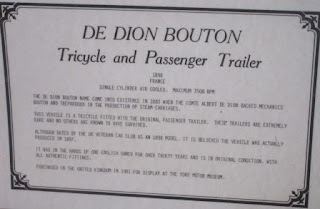 DE DION BOUTON
Tricycle and Passenger Trailer
1898
FRANCE
SINGLE CYLINDER AIR COOLED. MAXIMUM 3500 RPM
THE DE DION BOUTON NAME CAME INTO EXISTENCE IN 1883 WHEN THE COMTE ALBERT DE DION BACKED MECHANICS
BOUTON AND TREPARDOUX IN THE PRODUCTION OF STEAM CARRIAGES.
THIS VEHICLE IS A TRICYCLE FITTED WITH THE ORIGINAL PASSENGER TRAILER. THESE TRAILERS ARE EXTREMELY
RARE AND NO OTHERS ARE KNOWN TO HAVE SURVIVED.
ALTHOUGH DATED BY THE UK VETERAN CAR CLUB AS AN 1898 MODEL, IT IS BELIEVED THE VEHICLE WAS ACTUALLY
PRODUCED IN 1897.
IT WAS IN THE HANDS OF ONE ENGLISH OWNER FOR OVER THIRTY YEARS AND IS IN ORIGINAL CONDITION, WITH
ALL AUTHENTIC FITTINGS.
PURCHASED IN THE UNITED KINGDOM IN FOR DISPLAY AT THE YORK MOTOR MUSEUM.